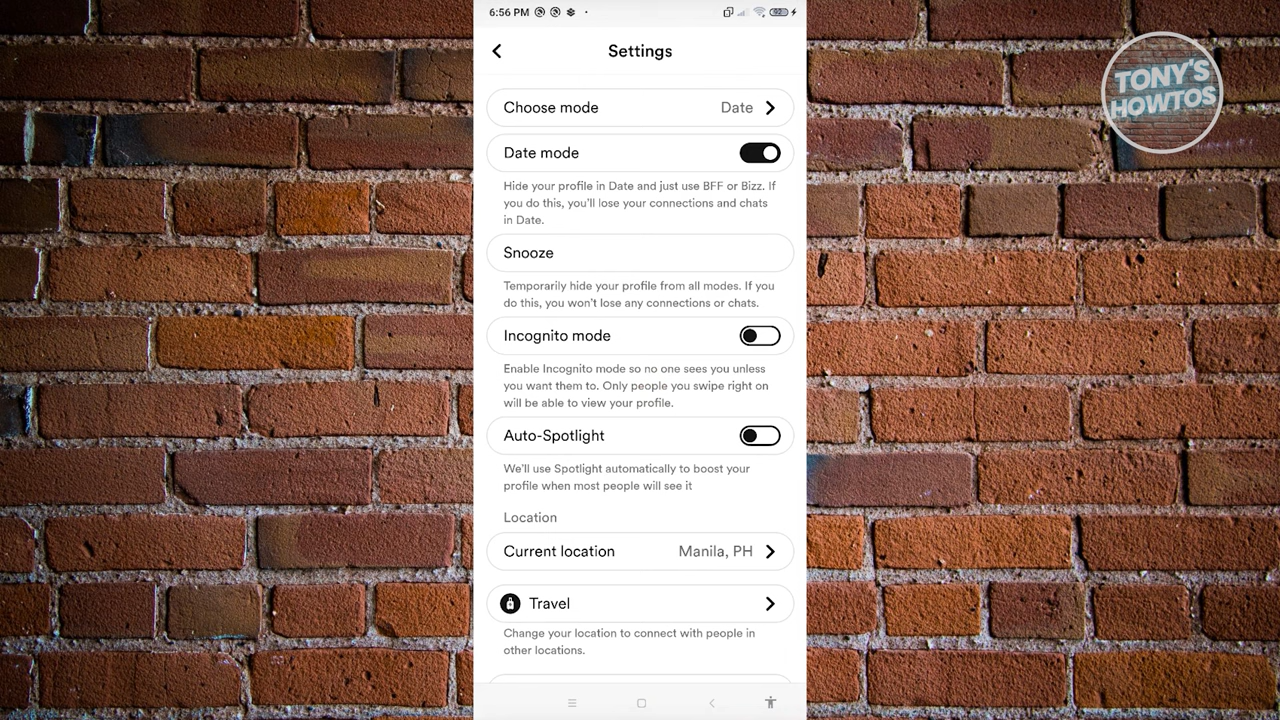 6:56 PM
92
Settings
TONY'S
HOWTOS
Choose mode Date
Date mode
Hide your profile in Date and just use BFF or Bizz. If
you do this, you'll lose your connections and chats
in Date.
Snooze
Temporarily hide your profile from all modes. If you
do this, you won't lose any connections or chats.
Incognito mode
Enable Incognito mode so no one sees you unless
you want them to. Only people you swipe right on
will be able to view your profile.
Auto-Spotlight
We'll use Spotlight automatically to boost your
profile when most people will see it
Location
Current location Manila, PH
Travel
Change your location to connect with people in
other locations.